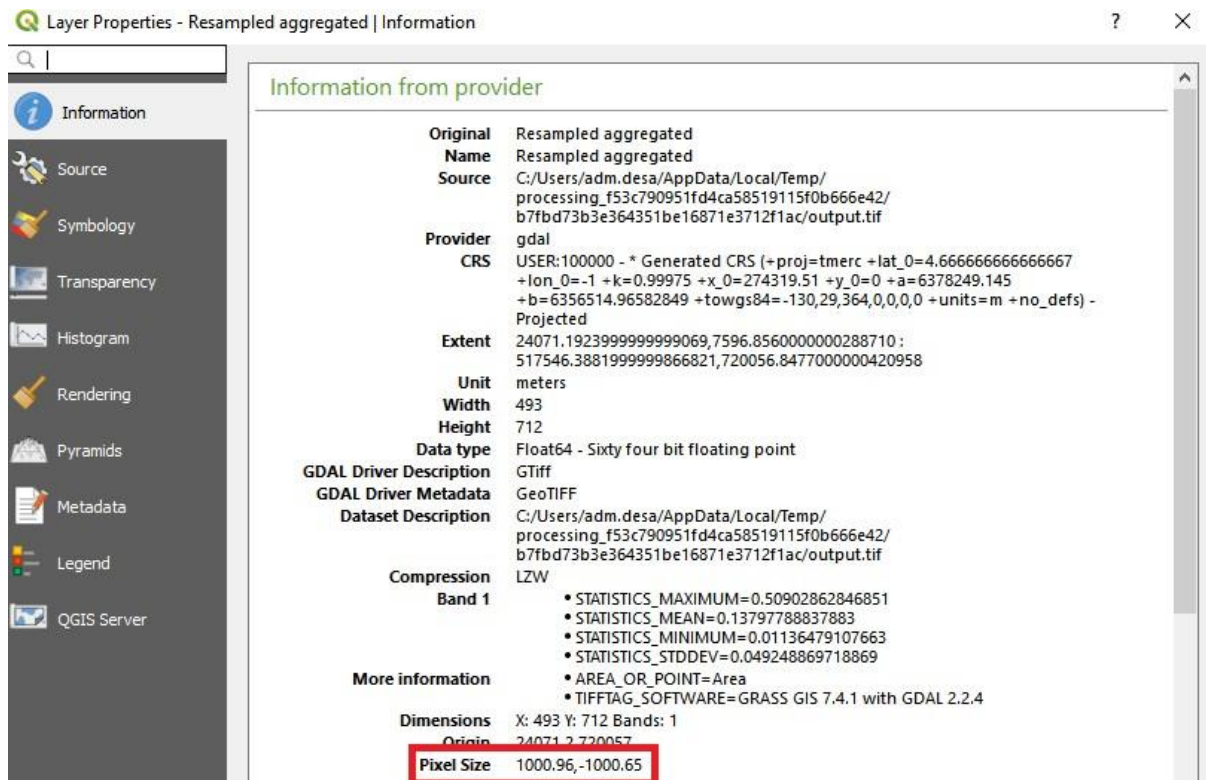 Layer Properties - Resampled aggregated | Information
? ×
Information
Source
Symbology
Transparency
Histogram
Rendering
Pyramids
Metadata
Legend
QGIS Server
Information from provider
Original Resampled aggregated
Name Resampled aggregated
Source C:/Users/adm.desa/AppData/Local/Temp/
processing_f53c790951fd4ca58519115f0b666e42/
b7fbd73b3e364351be16871e3712f1ac/output.tif
Provider gdal
CRS USER:100000 - * Generated CRS (+proj=tmerc +lat_0=4.666666666666667
+lon_0=-1 +k=0.99975 +x_0=274319.51 +y_0=0 +a=6378249.145
+b=6356514.96582849 +towgs84=-130,29,364,0,0,0,0 +units=m +no_defs) -
Projected
Extent 24071.1923999999999069,7596.8560000000288710 :
517546.3881999999866821,720056.8477000000420958
Unit meters
Width 493
Height 712
Data type Float64 - Sixty four bit floating point
GDAL Driver Description GTiff
GDAL Driver Metadata GeoTIFF
Dataset Description C:/Users/adm.desa/AppData/Local/Temp/
processing_f53c790951fd4ca58519115f0b666e42/
b7fbd73b3e364351be16871e3712f1ac/output.tif
Compression LZW
Band 1 • STATISTICS_MAXIMUM=0.50902862846851
• STATISTICS_MEAN=0.13797788837883
• STATISTICS_MINIMUM=0.01136479107663
• STATISTICS_STDDEV=0.049248869718869
More information • AREA_OR_POINT=Area
• TIFFTAG_SOFTWARE=GRASS GIS 7.4.1 with GDAL 2.2.4
Dimensions X: 493 Y: 712 Bands: 1
Origin 24071.2,720057
Pixel Size 1000.96,-1000.65